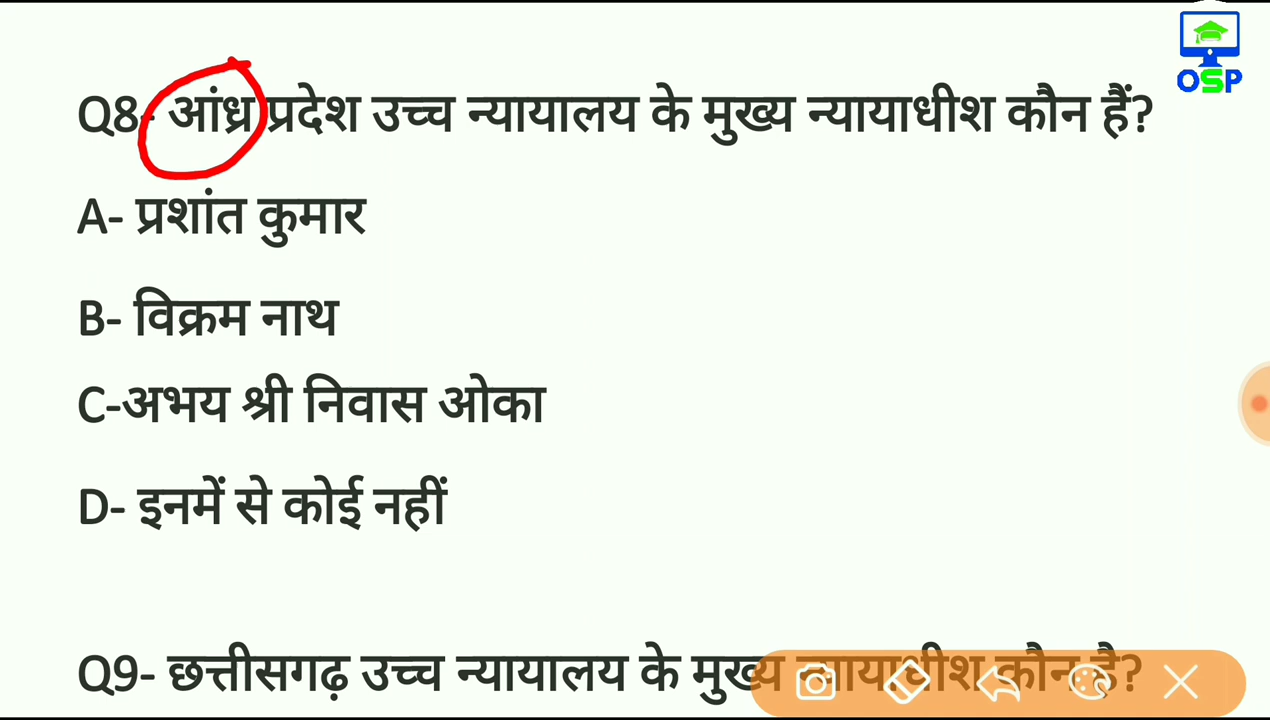 OSP
Q8- आंध्र प्रदेश उच्च न्यायालय के मुख्य न्यायाधीश कौन हैं?
A- प्रशांत कुमार
B- विक्रम नाथ
C-अभय श्री निवास ओका
D- इनमें से कोई नहीं
Q9- छत्तीसगढ़ उच्च न्यायालय के मुख्य न्यायाधीश कौन है?